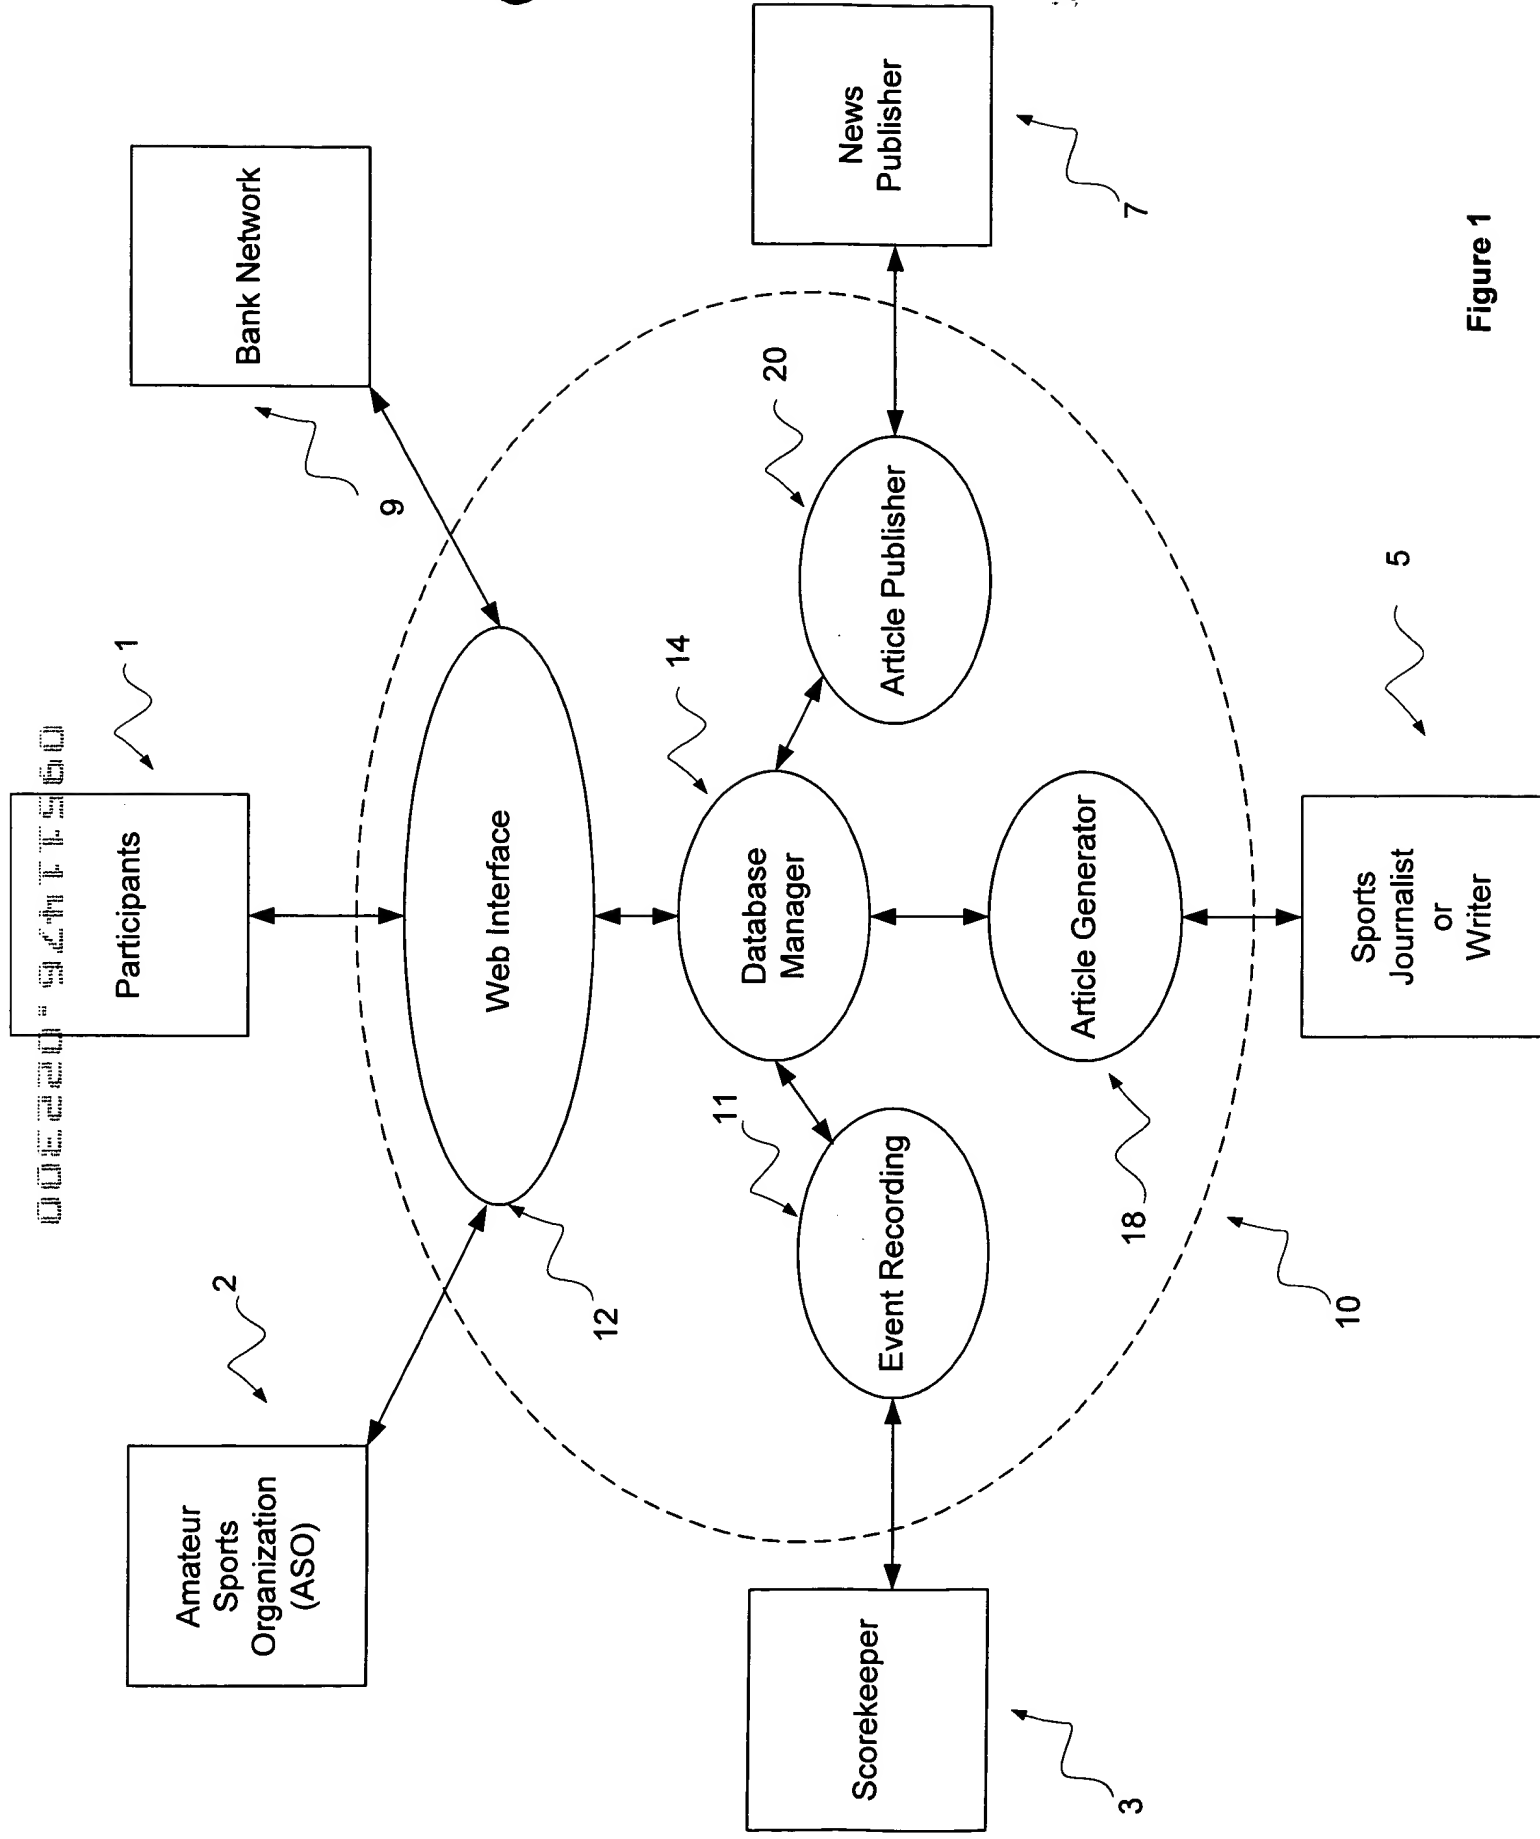 09511476.022300
Participants
1
Amateur
Sports
Organization
(ASO)
2
Bank Network
9
Web Interface
12
Database
Manager
14
Event Recording
11
Article Publisher
20
Article Generator
18
10
Scorekeeper
3
News
Publisher
7
Sports
Journalist
or
Writer
5
Figure 1